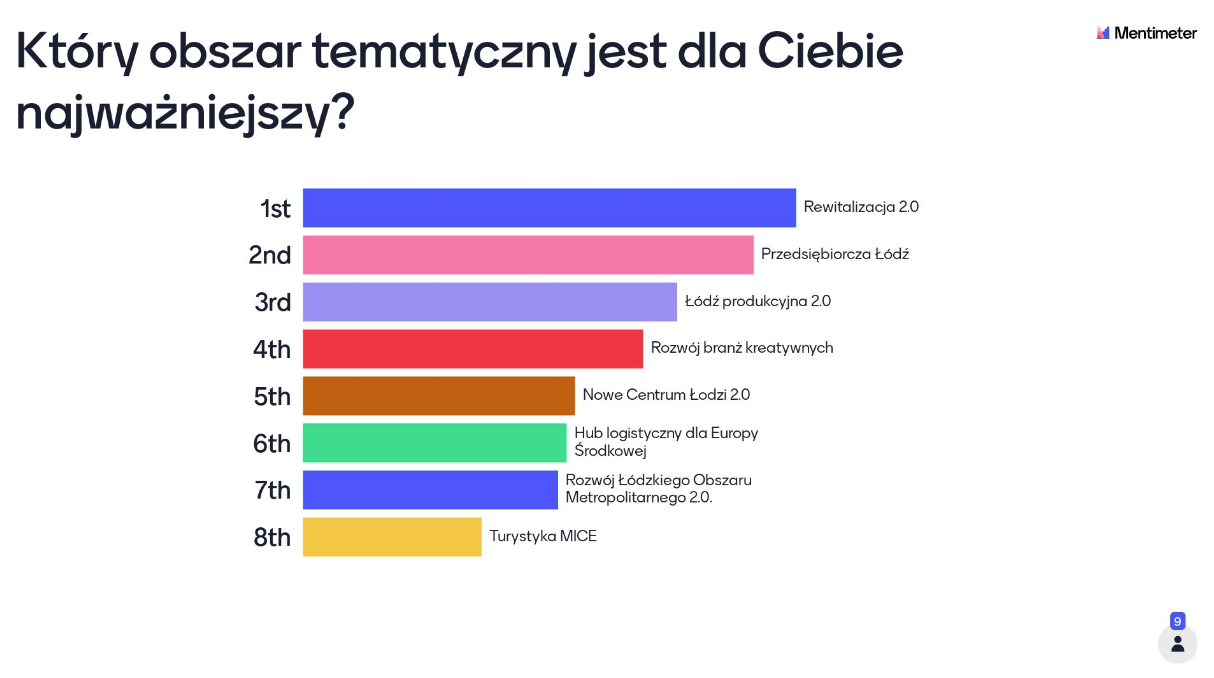 Który obszar tematyczny jest dla Ciebie
najważniejszy?
Mentimeter
1st Rewitalizacja 2.0
2nd Przedsiębiorcza Łódź
3rd Łódź produkcyjna 2.0
4th Rozwój branż kreatywnych
5th Nowe Centrum Łodzi 2.0
6th Hub logistyczny dla Europy
Środkowej
7th Rozwój Łódzkiego Obszaru
Metropolitarnego 2.0.
8th Turystyka MICE
9